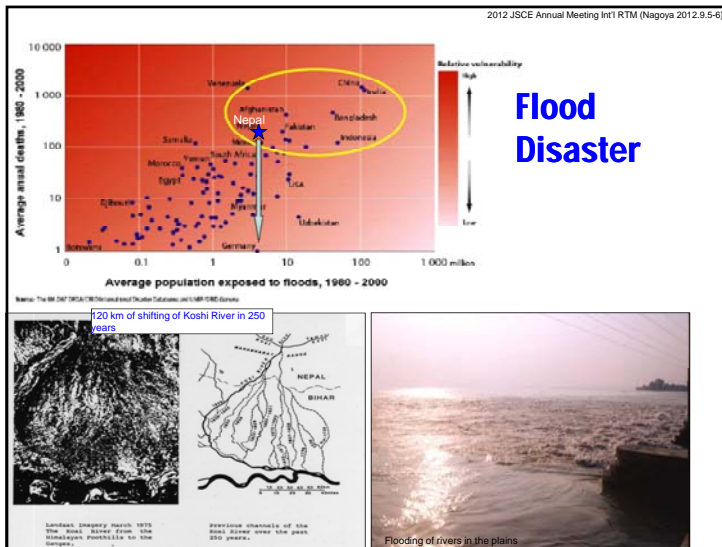 2012 JSCE Annual Meeting Int'l RTM (Nagoya 2012.9.5-6)
Flood
Disaster
Average anual deaths, 1980 - 2000
10 000
1 000
100
10
1
Relative vulnerability
High
Low
Venezuela
China
India
Afghanistan
Bangladesh
Nepal
Pakistan
Indonesia
Somalia
Yemen
South Africa
Morocco
Egypt
USA
Djibouti
Myanmar
Uzbekistan
Germany
Botswana
0
0.1
1
10
100
1 000 million
Average population exposed to floods, 1980 - 2000
120 km of shifting of Koshi River in 250
years
NEPAL
BIHAR
Landsat Imagery March 1975
The Kosi River from the
Himalayan Foothills to the
Ganges.
Previous channels of the
Kosi River over the past
250 years.
Flooding of rivers in the plains